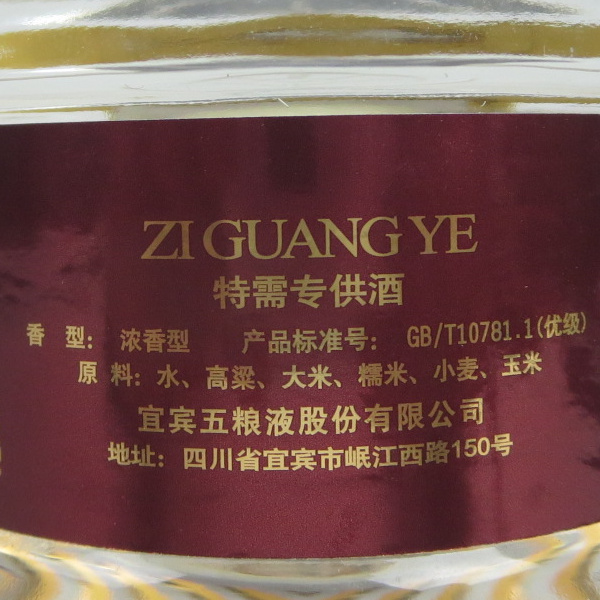 ZI GUANG YE
特需专供酒
香 型: 浓香型 产品标准号: GB/T10781.1(优级)
原 料:水、高粱、大米、糯米、小麦、玉米
宜宾五粮液股份有限公司
地址: 四川省宜宾市岷江西路150号